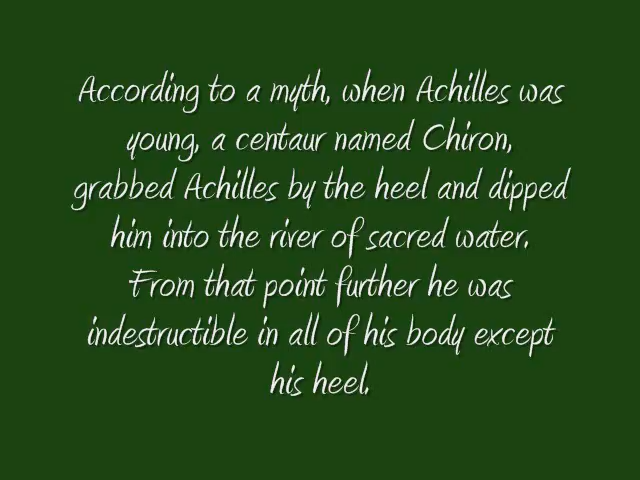 According to a myth, when Achilles was
young, a centaur named Chiron,
grabbed Achilles by the heel and dipped
him into the river of sacred water.
From that point further he was
indestructible in all of his body except
his heel.